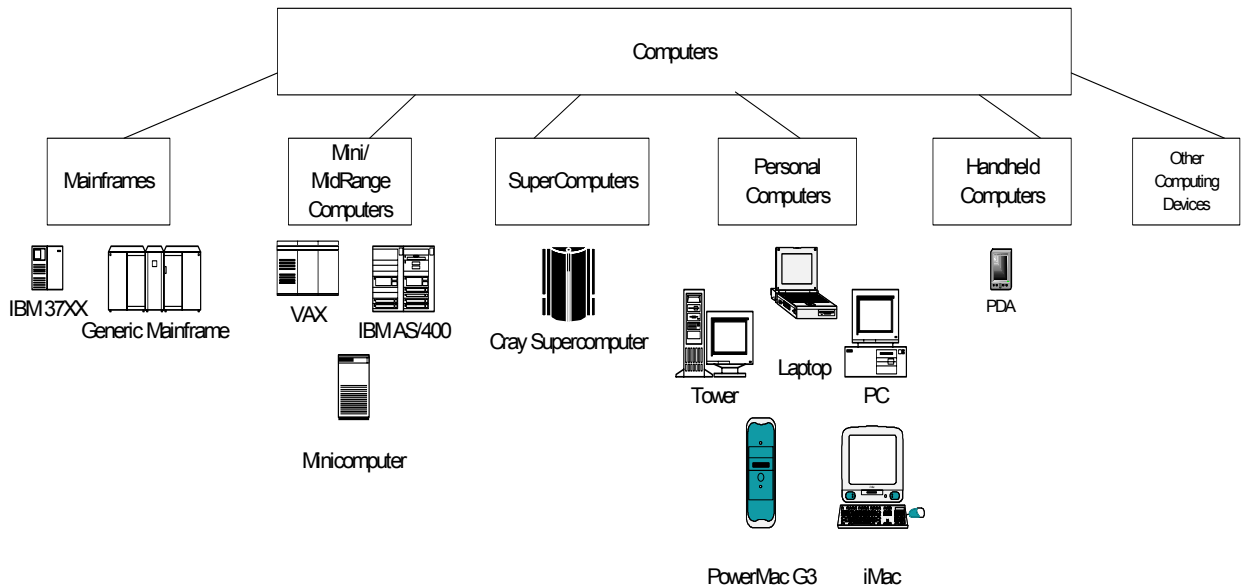 Computers
Mainframes
Mini/
MidRange
Computers
SuperComputers
Personal
Computers
Handheld
Computers
Other
Computing
Devices
IBM 37XX
Generic Mainframe
VAX
IBM AS/400
Minicomputer
Cray Supercomputer
Tower
Laptop
PC
PowerMac G3
iMac
PDA